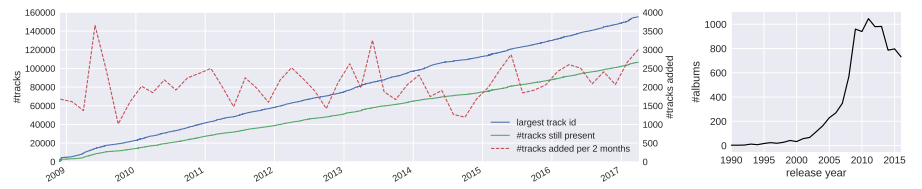 160000
140000
120000
100000
80000
60000
40000
20000
0
#tracks
4000
3500
3000
2500
2000
1500
1000
500
0
#tracks added
largest track id
#tracks still present
#tracks added per 2 months
2009 2010 2011 2012 2013 2014 2015 2016 2017
1000
800
600
400
200
0
#albums
1990 1995 2000 2005 2010 2015
release year